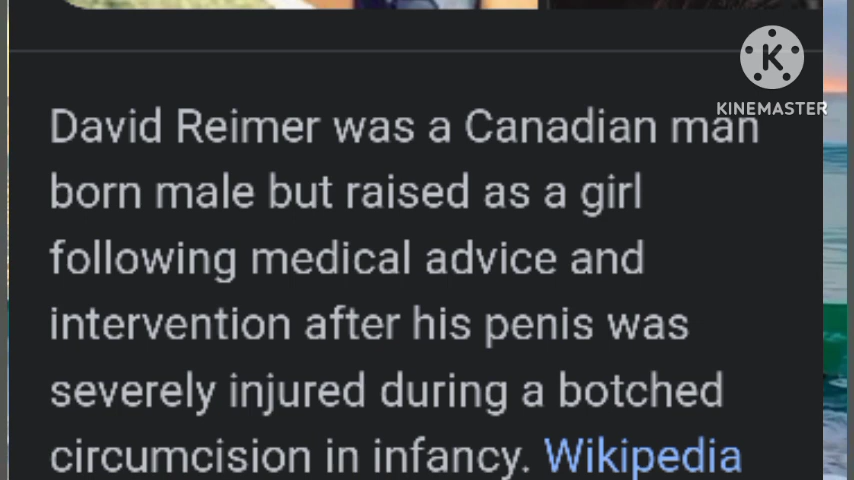 KINEMASTER
David Reimer was a Canadian man
born male but raised as a girl
following medical advice and
intervention after his penis was
severely injured during a botched
circumcision in infancy. Wikipedia